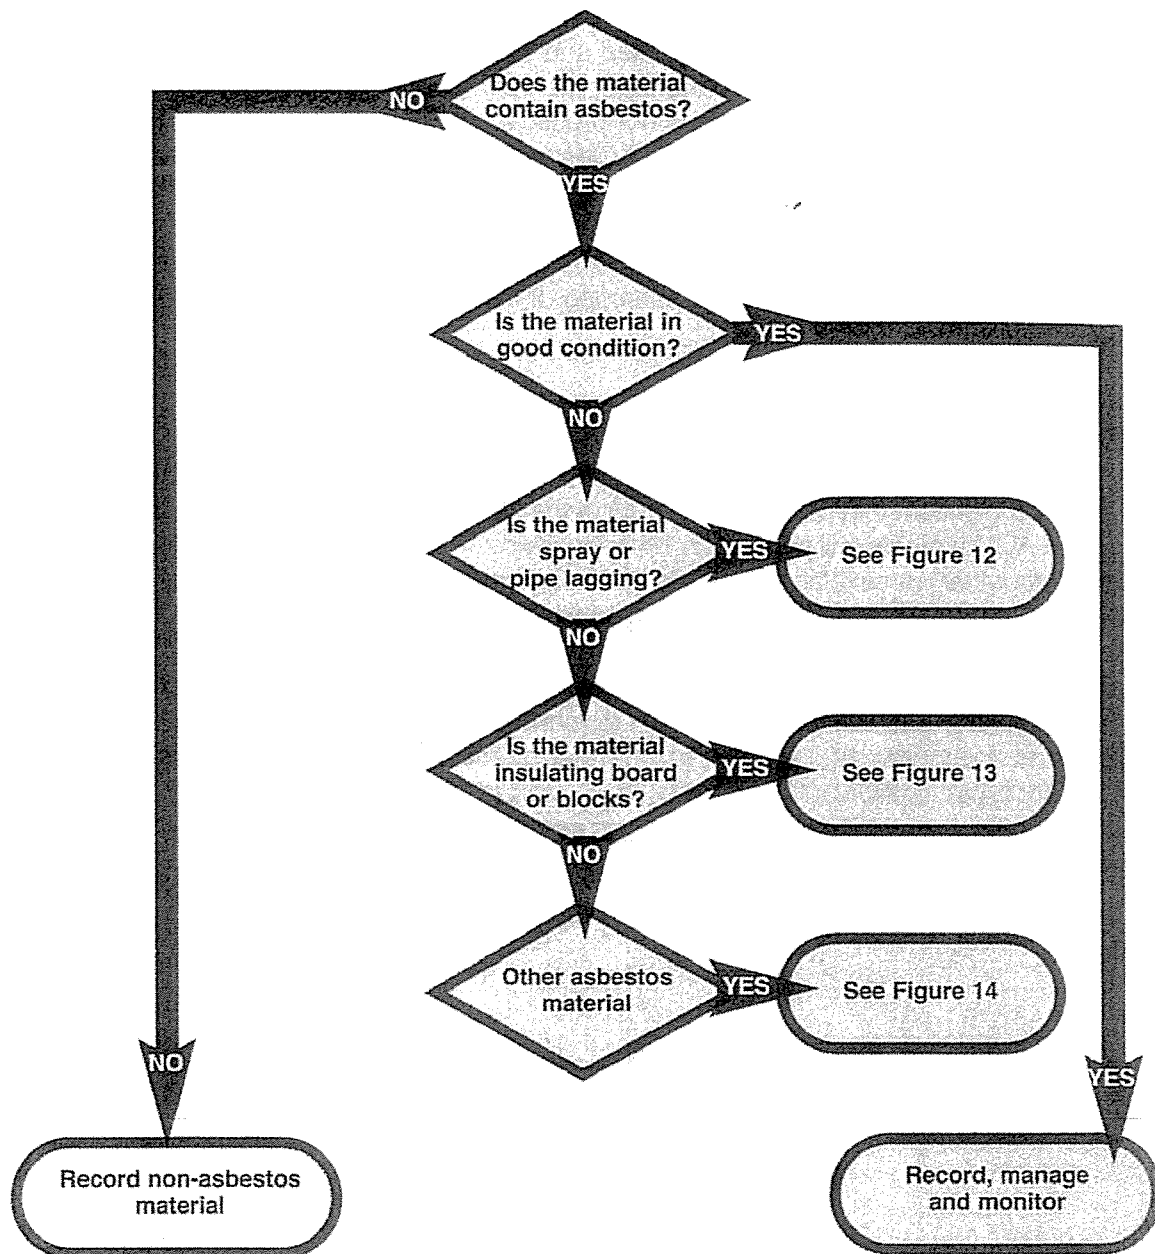 Does the material
contain asbestos?
NO
YES
Is the material in
good condition?
YES
NO
Is the material
spray or
pipe lagging?
YES
See Figure 12
NO
Is the material
insulating board
or blocks?
YES
See Figure 13
NO
Other asbestos
material
YES
See Figure 14
NO
YES
Record non-asbestos
material
Record, manage
and monitor